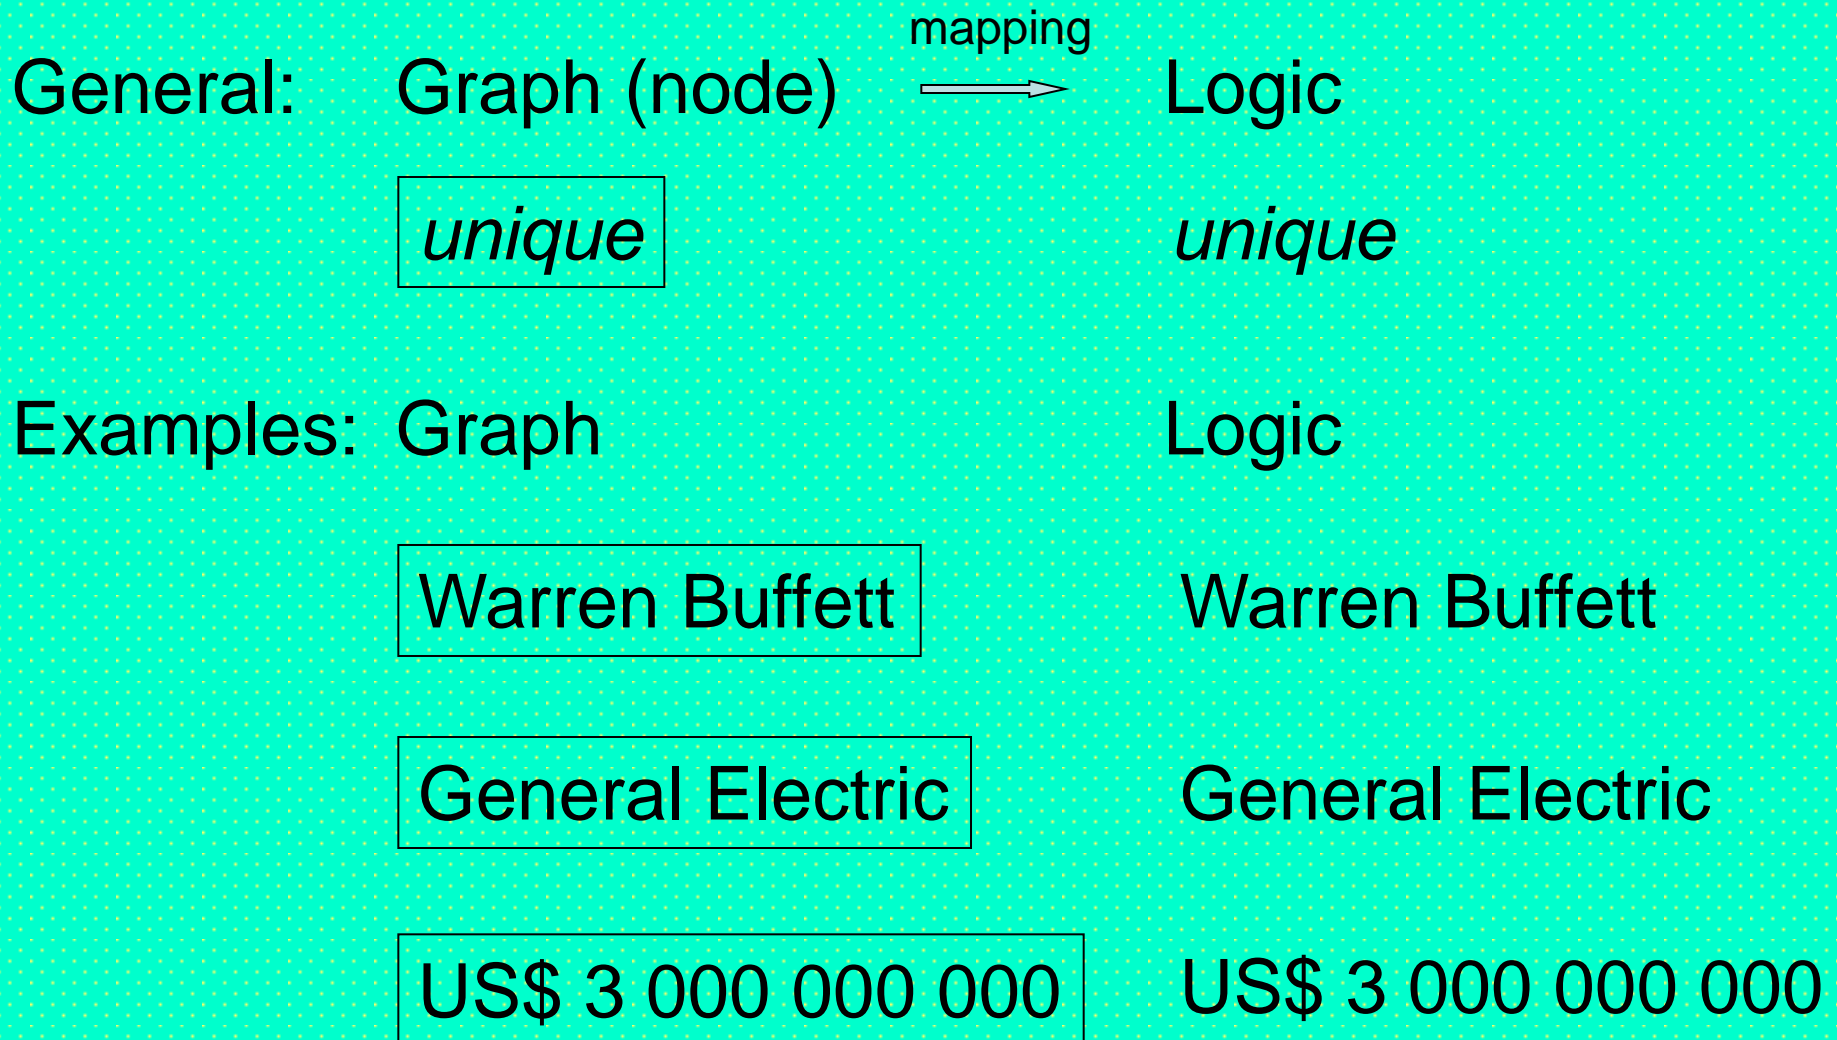 mapping
General: Graph (node) Logic
unique unique
Examples: Graph Logic
Warren Buffett Warren Buffett
General Electric General Electric
US$ 3 000 000 000 US$ 3 000 000 000